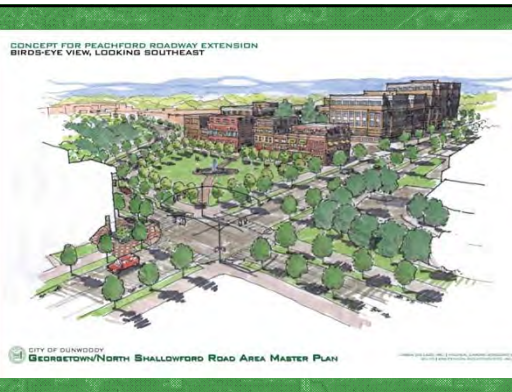 CONCEPT FOR PEACHFORD ROADWAY EXTENSION
BIRDS-EYE VIEW, LOOKING SOUTHEAST
CITY OF DUNWOODY
GEORGETOWN/NORTH SHALLOWFORD ROAD AREA MASTER PLAN